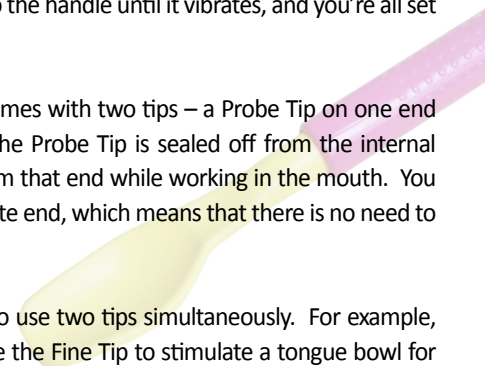 the handle until it vibrates, and you're all set
mes with two tips – a Probe Tip on one end
he Probe Tip is sealed off from the internal
m that end while working in the mouth. You
te end, which means that there is no need to
o use two tips simultaneously. For example,
e the Fine Tip to stimulate a tongue bowl for